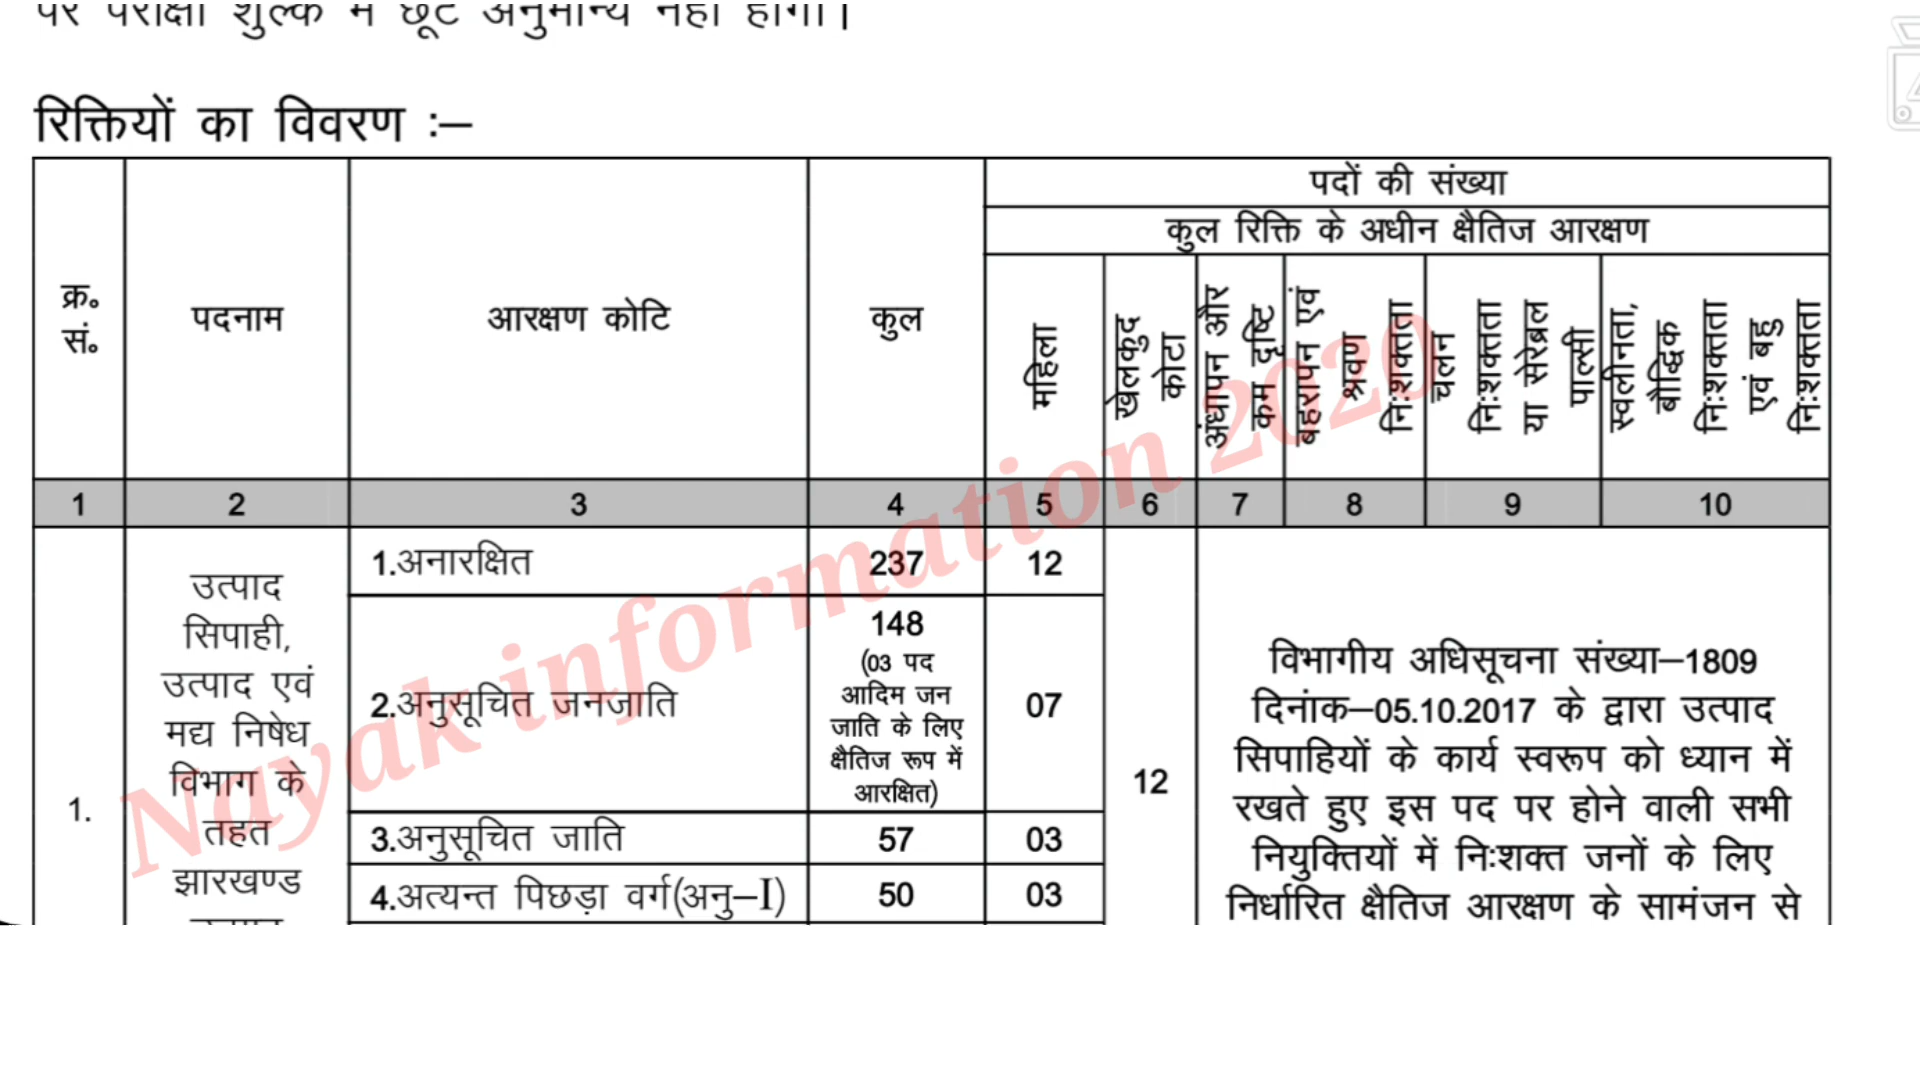 पर परीक्षा शुल्क में छूट अनुमान्य नहीं होगी।
रिक्तियों का विवरण :–
क्र॰ सं॰
पदनाम
आरक्षण कोटि
कुल
पदों की संख्या
कुल रिक्ति के अधीन क्षैतिज आरक्षण
महिला
खेलकुद
कोटा
अंधापन और
कम दृष्टि
बहरापन एवं
श्रवण
निःशक्तता
चलन
निःशक्तता
या सेरेब्रल
पाल्सी
स्वलीनता,
बौद्धिक
निःशक्तता
एवं बहु
निःशक्तता
1 2 3 4 5 6 7 8 9 10
1.
उत्पाद
सिपाही,
उत्पाद एवं
मद्य निषेध
विभाग के
तहत
झारखण्ड
1.अनारक्षित 237 12
2.अनुसूचित जनजाति
148
(03 पद
आदिम जन
जाति के लिए
क्षैतिज रूप में
आरक्षित)
07
3.अनुसूचित जाति 57 03
4.अत्यन्त पिछड़ा वर्ग(अनु–I) 50 03
12
विभागीय अधिसूचना संख्या–1809
दिनांक–05.10.2017 के द्वारा उत्पाद
सिपाहियों के कार्य स्वरूप को ध्यान में
रखते हुए इस पद पर होने वाली सभी
नियुक्तियों में निःशक्त जनों के लिए
निर्धारित क्षैतिज आरक्षण के सामंजन से
Nayak information 2020